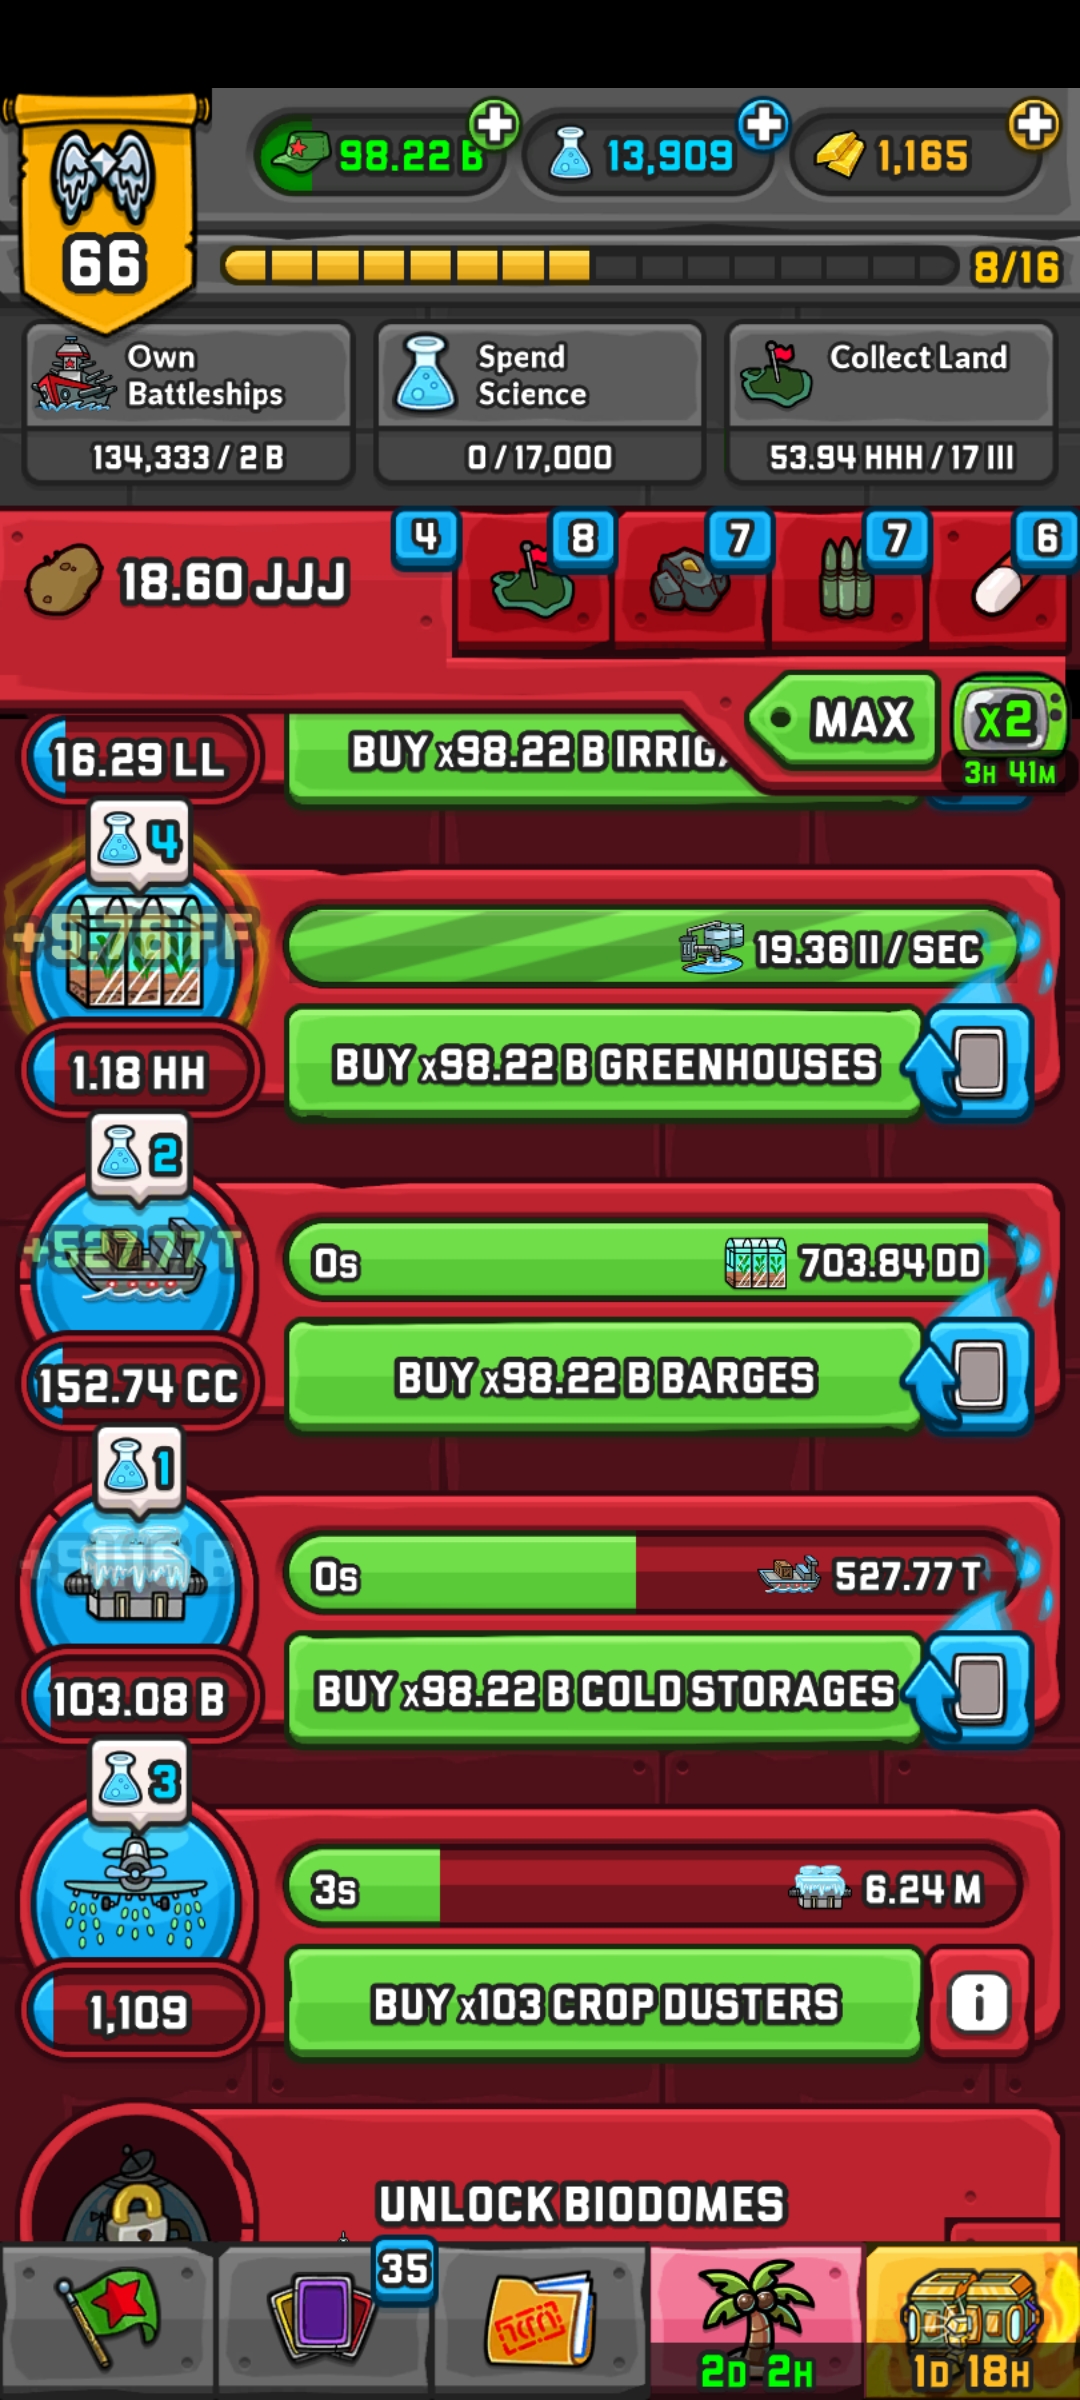 98.22 B
13,909
1,165
66
8/16
Own
Battleships
134,333 / 2 B
Spend
Science
0 / 17,000
Collect Land
53.94 HHH / 17 III
18.60 JJJ
4
8
7
7
6
MAX
x2
3H 41M
16.29 LL
BUY x98.22 B IRRIG
4
+5.76 FF
19.36 II / SEC
1.18 HH
BUY x98.22 B GREENHOUSES
2
+527.77 T
0s
703.84 DD
152.74 CC
BUY x98.22 B BARGES
1
0s
527.77 T
103.08 B
BUY x98.22 B COLD STORAGES
3
3s
6.24 M
1,109
BUY x103 CROP DUSTERS
i
UNLOCK BIODOMES
35
2D 2H
1D 18H